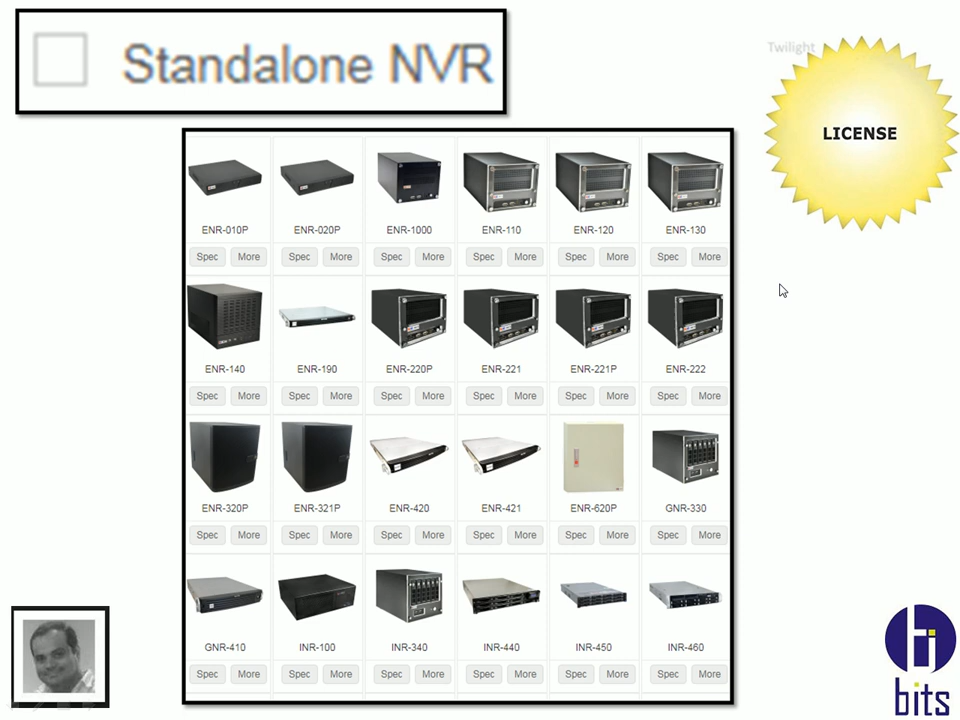 Standalone NVR
Twilight
LICENSE
ENR-010P ENR-020P ENR-1000 ENR-110 ENR-120 ENR-130
Spec More Spec More Spec More Spec More Spec More Spec More
ENR-140 ENR-190 ENR-220P ENR-221 ENR-221P ENR-222
Spec More Spec More Spec More Spec More Spec More Spec More
ENR-320P ENR-321P ENR-420 ENR-421 ENR-620P GNR-330
Spec More Spec More Spec More Spec More Spec More Spec More
GNR-410 INR-100 INR-340 INR-440 INR-450 INR-460
Spec More Spec More Spec More Spec More Spec More Spec More
bits